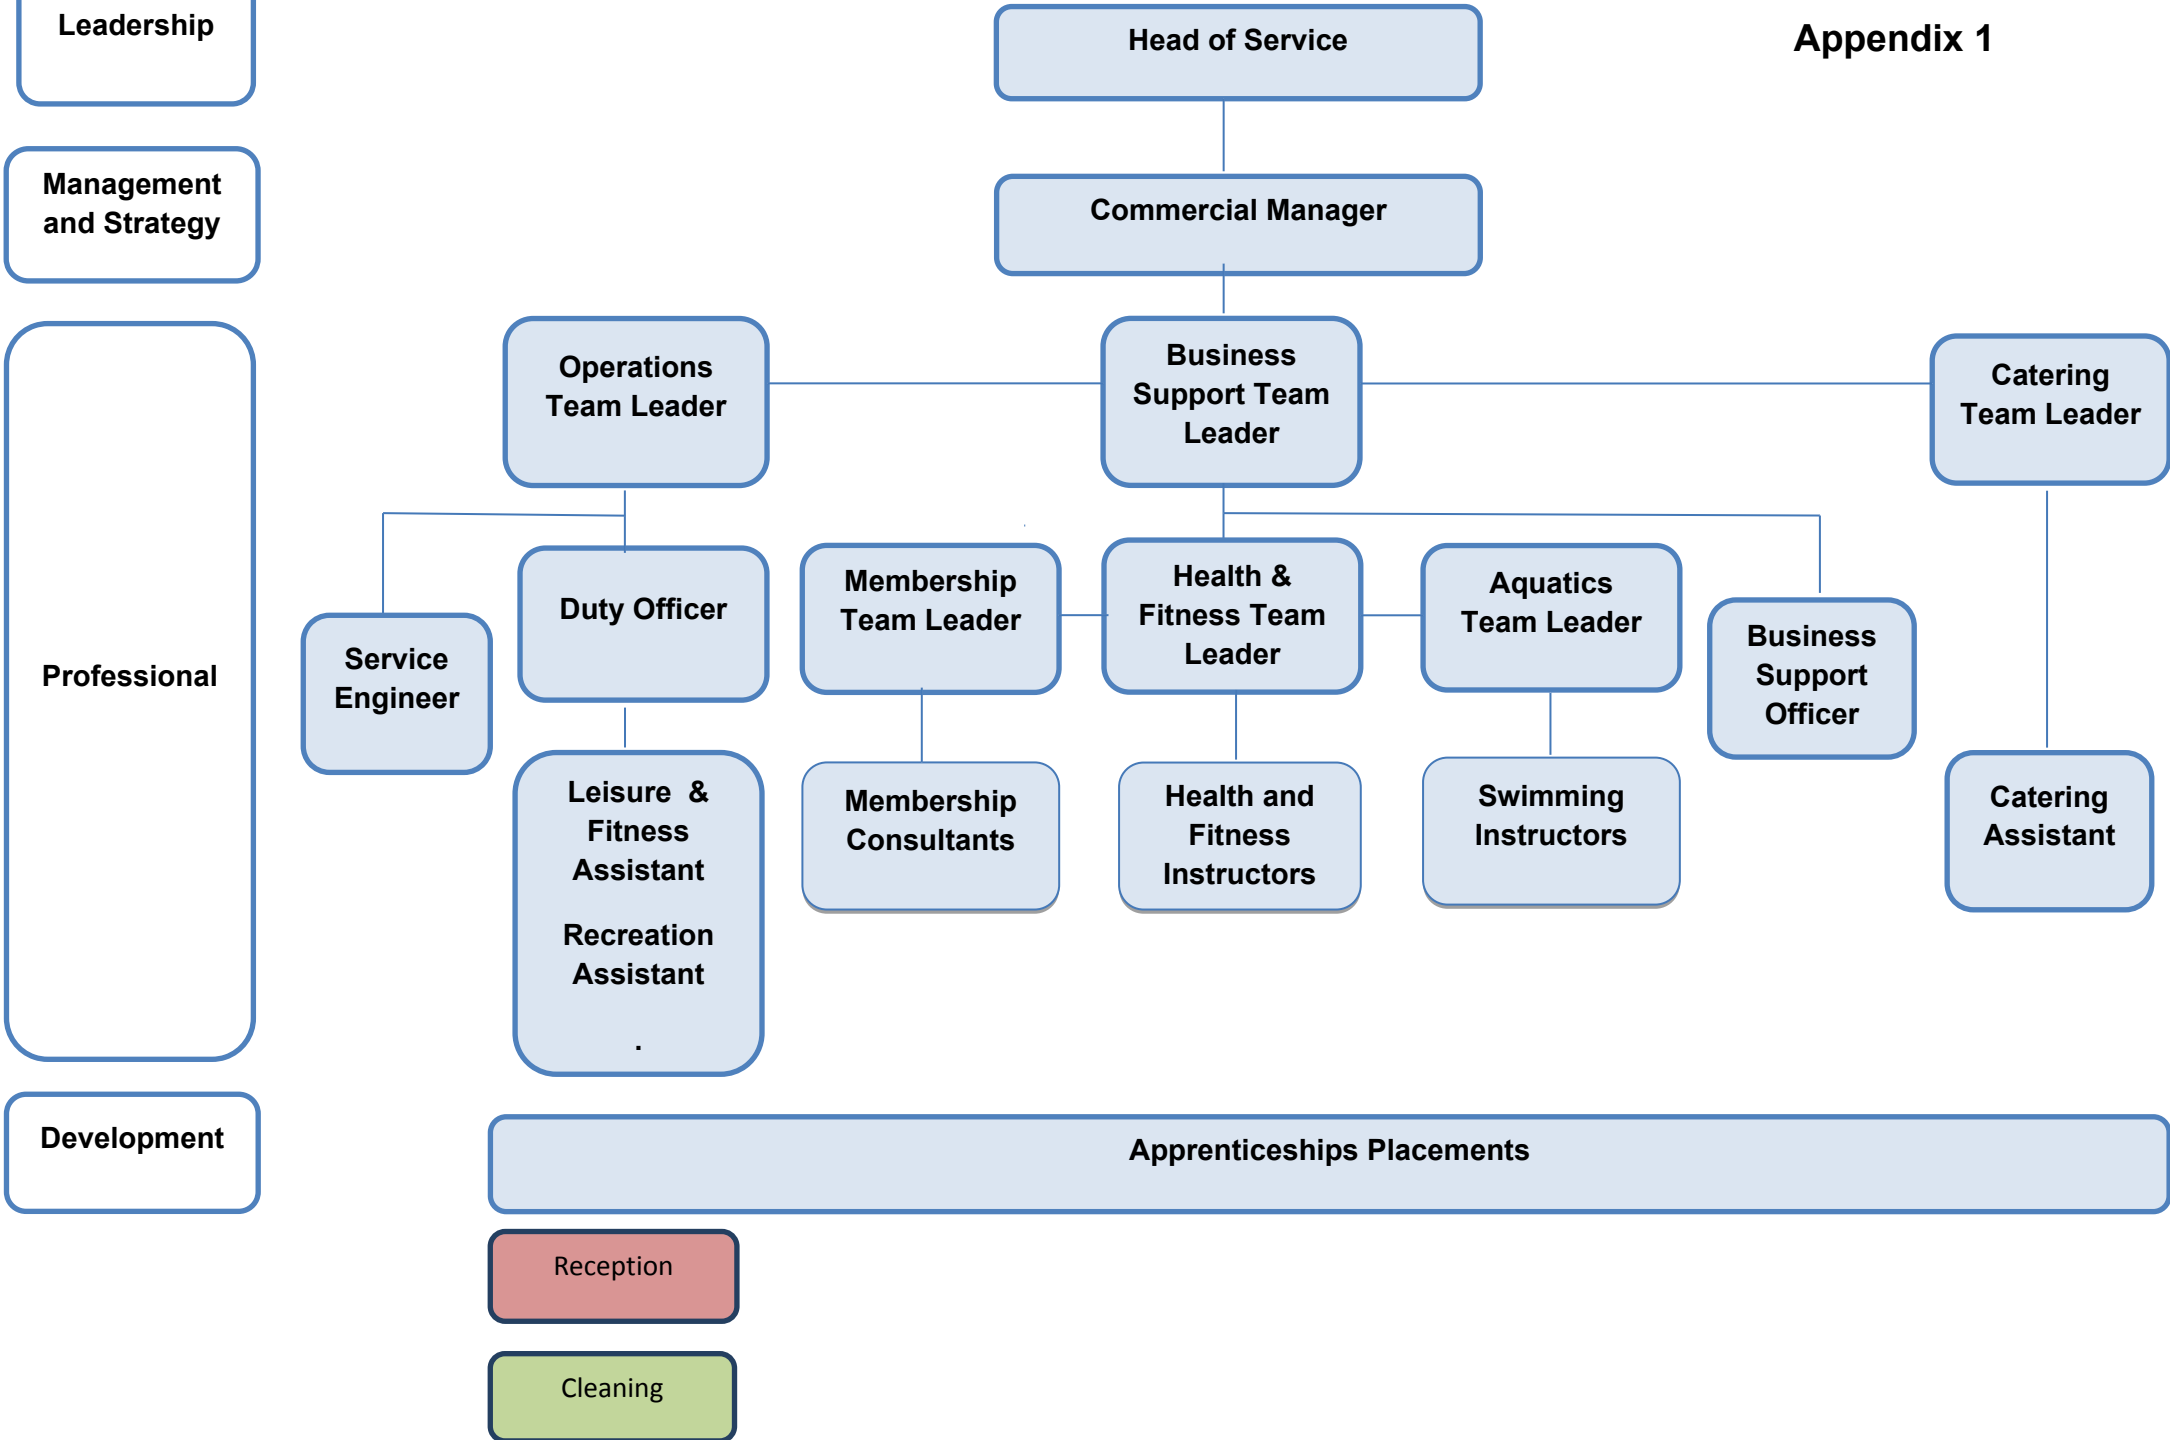 Leadership
Head of Service
Appendix 1
Management
and Strategy
Commercial Manager
Professional
Operations
Team Leader
Business
Support Team
Leader
Catering
Team Leader
Service
Engineer
Duty Officer
Membership
Team Leader
Health &
Fitness Team
Leader
Aquatics
Team Leader
Business
Support
Officer
Leisure  &
Fitness
Assistant
Recreation
Assistant
.
Membership
Consultants
Health and
Fitness
Instructors
Swimming
Instructors
Catering
Assistant
Development
Apprenticeships Placements
Reception
Cleaning